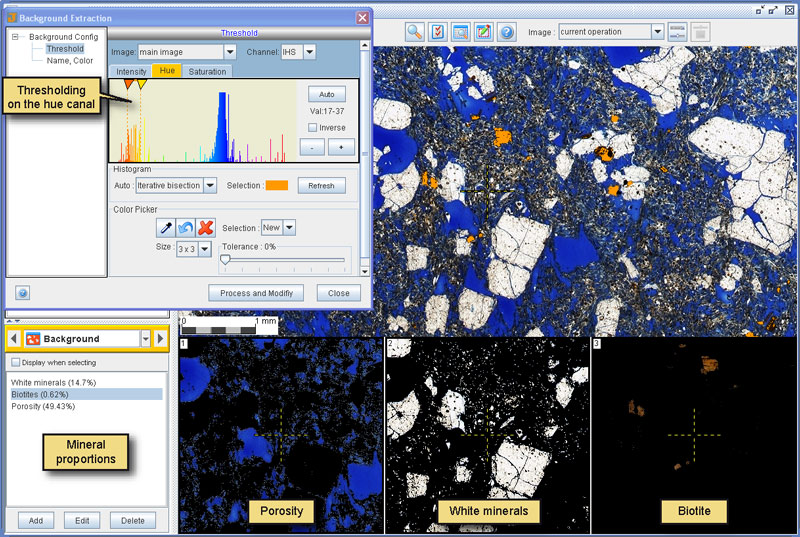 Background Extraction
Background Config
Threshold
Name, Color
Threshold
Image: main image
Channel: IHS
Intensity
Hue
Saturation
Auto
Val:17-37
Inverse
-
+
Histogram
Auto : Iterative bisection
Selection :
Refresh
Color Picker
Selection : New
Size : 3 x 3
Tolerance : 0%
Process and Modifiy
Close
Thresholding
on the hue canal
Image : current operation
0
1 mm
Background
Display when selecting
White minerals (14.7%)
Biotites (0.62%)
Porosity (49.43%)
Mineral
proportions
Add
Edit
Delete
1
Porosity
2
White minerals
3
Biotite